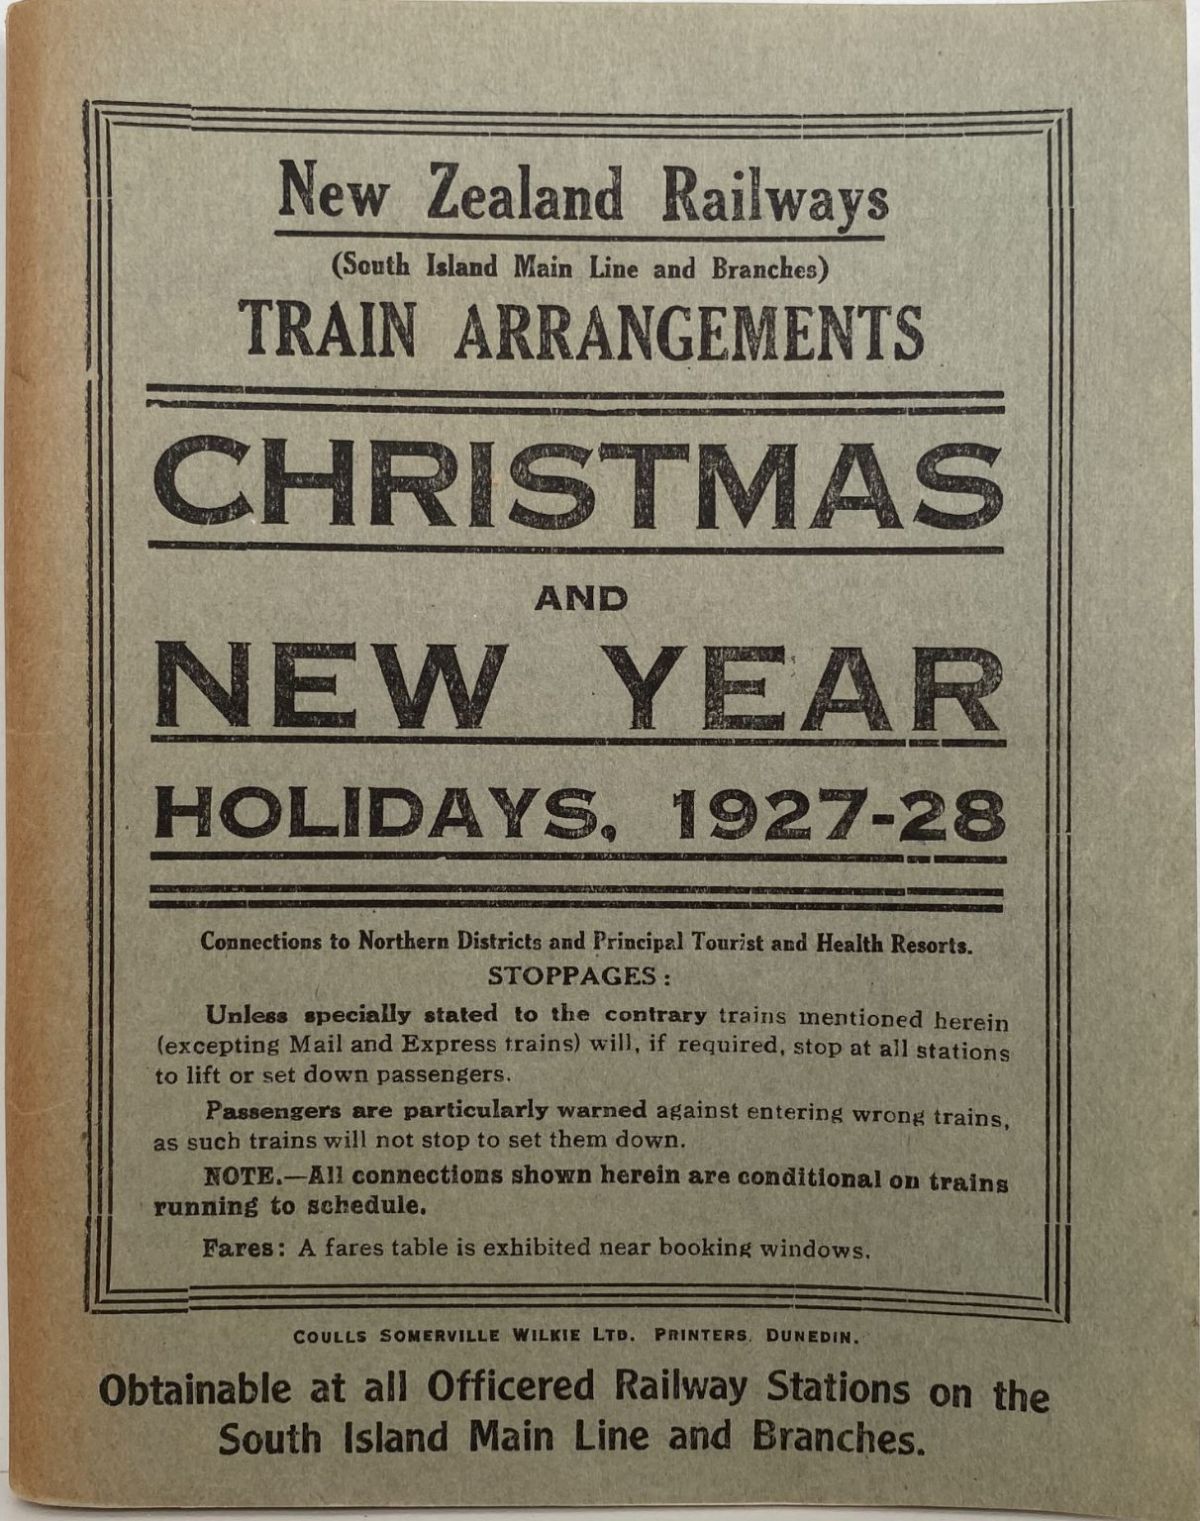 New Zealand Railways
(South Island Main Line and Branches)
TRAIN ARRANGEMENTS
CHRISTMAS
AND
NEW YEAR
HOLIDAYS, 1927-28
Connections to Northern Districts and Principal Tourist and Health Resorts.
STOPPAGES:
Unless specially stated to the contrary trains mentioned herein
(excepting Mail and Express trains) will, if required, stop at all stations
to lift or set down passengers.
Passengers are particularly warned against entering wrong trains,
as such trains will not stop to set them down.
NOTE.—All connections shown herein are conditional on trains
running to schedule.
Fares: A fares table is exhibited near booking windows.
COULLS SOMERVILLE WILKIE LTD. PRINTERS, DUNEDIN.
Obtainable at all Officered Railway Stations on the
South Island Main Line and Branches.